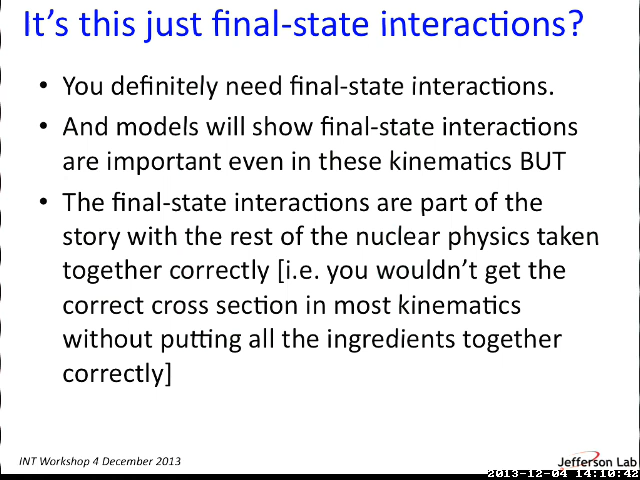 It's this just final-state interactions?
• You definitely need final-state interactions.
• And models will show final-state interactions
are important even in these kinematics BUT
• The final-state interactions are part of the
story with the rest of the nuclear physics taken
together correctly [i.e. you wouldn't get the
correct cross section in most kinematics
without putting all the ingredients together
correctly]
INT Workshop 4 December 2013
Jefferson Lab
2013-12-04 14:10:42